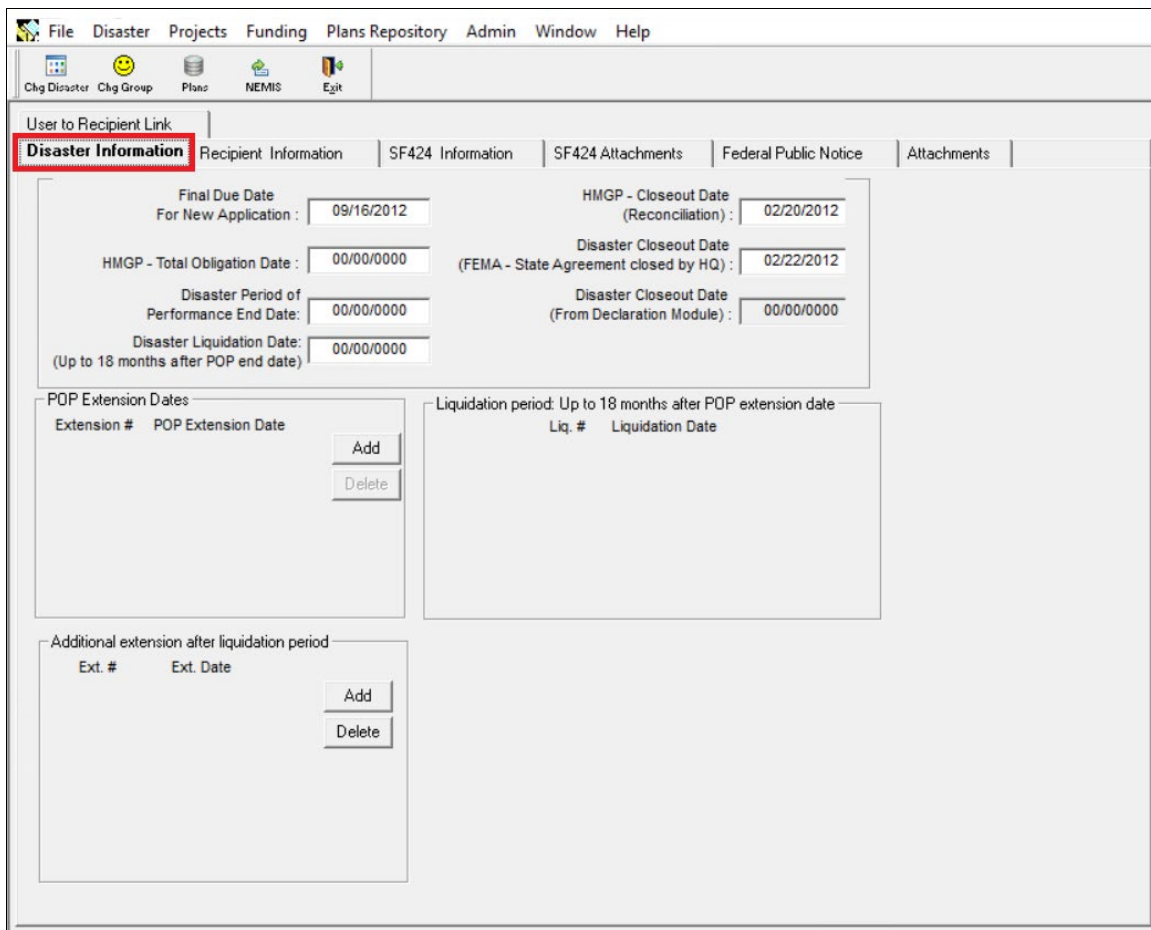 File Disaster Projects Funding Plans Repository Admin Window Help
Chg Disaster Chg Group Plans NEMIS Exit
User to Recipient Link
Disaster Information Recipient Information SF424 Information SF424 Attachments Federal Public Notice Attachments
Final Due Date
For New Application : 09/16/2012
HMGP - Closeout Date
(Reconciliation) : 02/20/2012
HMGP - Total Obligation Date : 00/00/0000
Disaster Closeout Date
(FEMA - State Agreement closed by HQ) : 02/22/2012
Disaster Period of
Performance End Date: 00/00/0000
Disaster Closeout Date
(From Declaration Module) : 00/00/0000
Disaster Liquidation Date: 00/00/0000
(Up to 18 months after POP end date)
POP Extension Dates
Extension # POP Extension Date
Add
Delete
Liquidation period: Up to 18 months after POP extension date
Liq. # Liquidation Date
Additional extension after liquidation period
Ext. # Ext. Date
Add
Delete